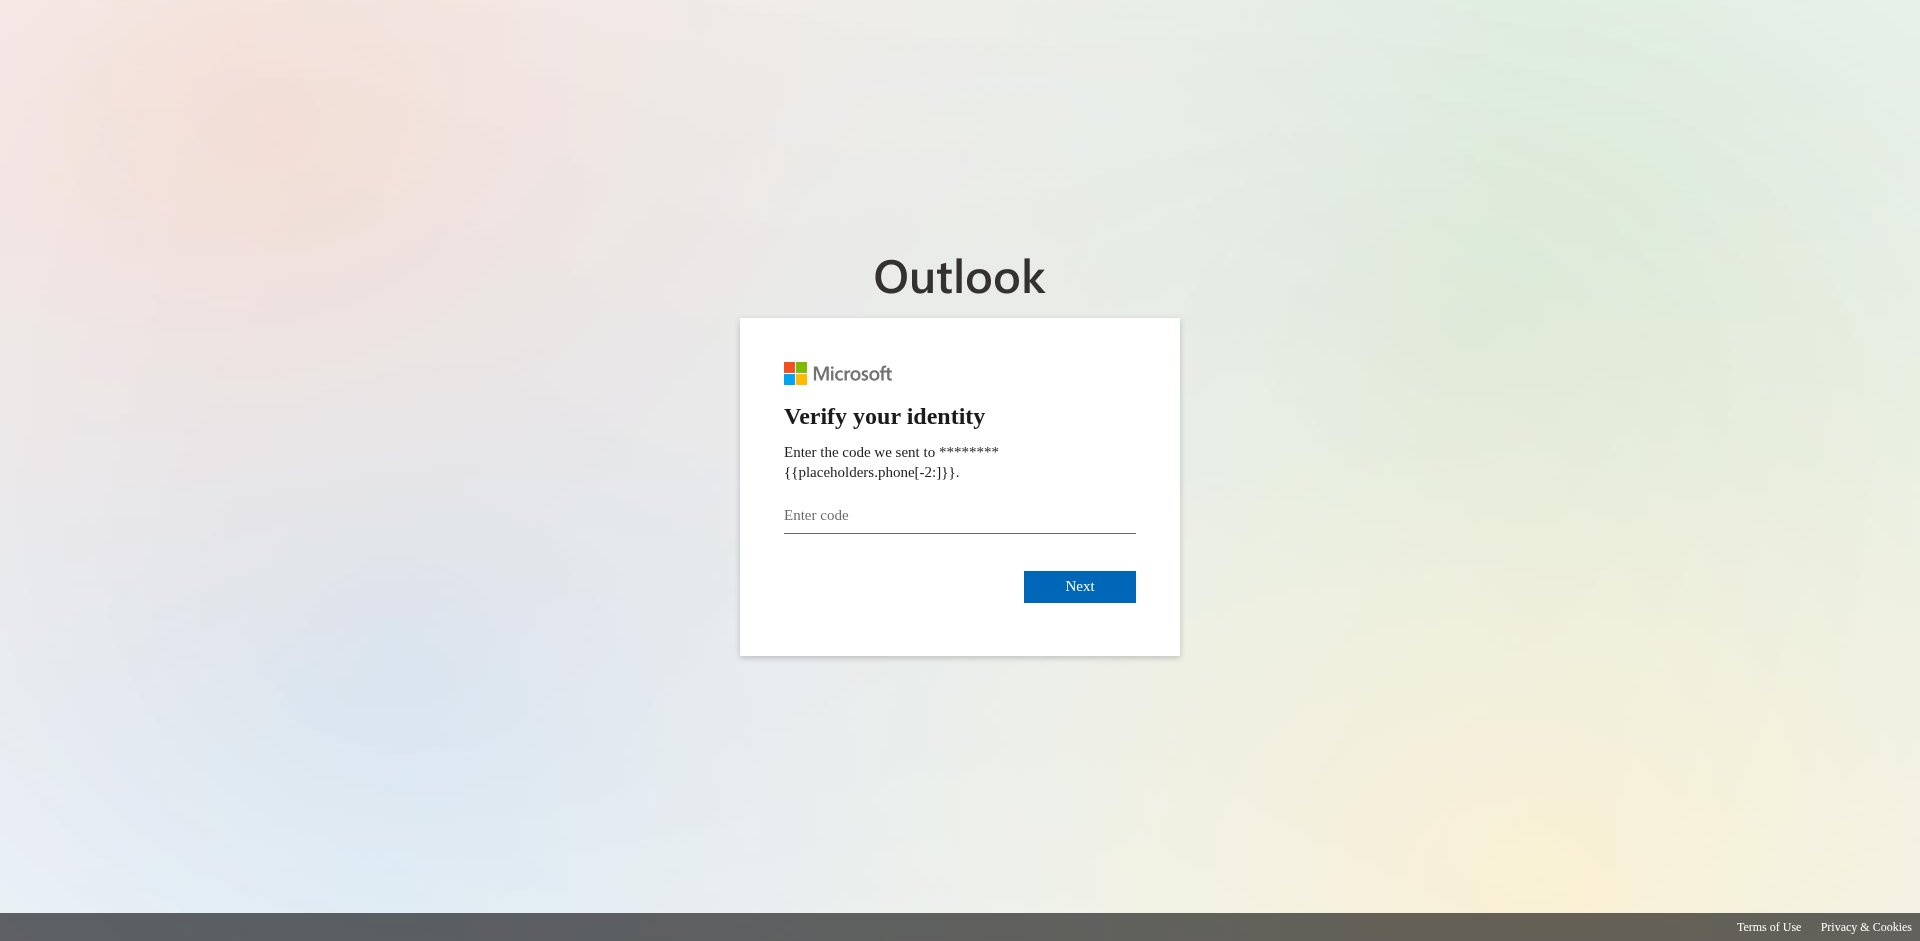 Outlook
Microsoft
Verify your identity
Enter the code we sent to ********
{{placeholders.phone[-2:]}}.
Enter code
Next
Terms of Use Privacy & Cookies